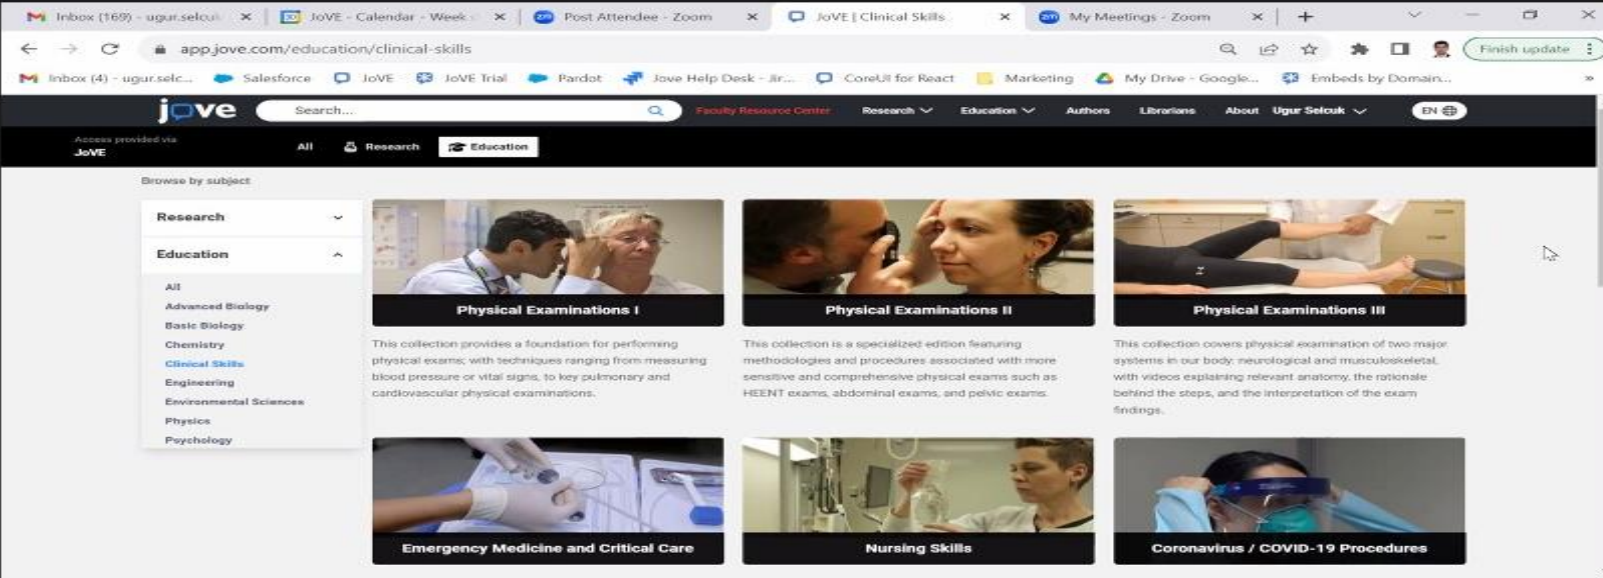 Inbox (169) - ugur.selcu
JoVE - Calendar - Week
Post Attendee - Zoom
JoVE | Clinical Skills
My Meetings - Zoom
app.jove.com/education/clinical-skills
Finish update
Inbox (4) - ugur.selc...
Salesforce
JoVE
JoVE Trial
Pardot
Jove Help Desk - Jir...
CoreUI for React
Marketing
My Drive - Google...
Embeds by Domain...
jove
Search...
Faculty Resource Center
Research
Education
Authors
Librarians
About
Ugur Selcuk
EN
Access provided via
JoVE
All
Research
Education
Browse by subject
Research
Education
All
Advanced Biology
Basic Biology
Chemistry
Clinical Skills
Engineering
Environmental Sciences
Physics
Psychology
Physical Examinations I
This collection provides a foundation for performing
physical exams; with techniques ranging from measuring
blood pressure or vital signs, to key pulmonary and
cardiovascular physical examinations.
Physical Examinations II
This collection is a specialized edition featuring
methodologies and procedures associated with more
sensitive and comprehensive physical exams such as
HEENT exams, abdominal exams, and pelvic exams.
Physical Examinations III
This collection covers physical examination of two major
systems in our body: neurological and musculoskeletal,
with videos explaining relevant anatomy, the rationale
behind the steps, and the interpretation of the exam
findings.
Emergency Medicine and Critical Care
Nursing Skills
Coronavirus / COVID-19 Procedures